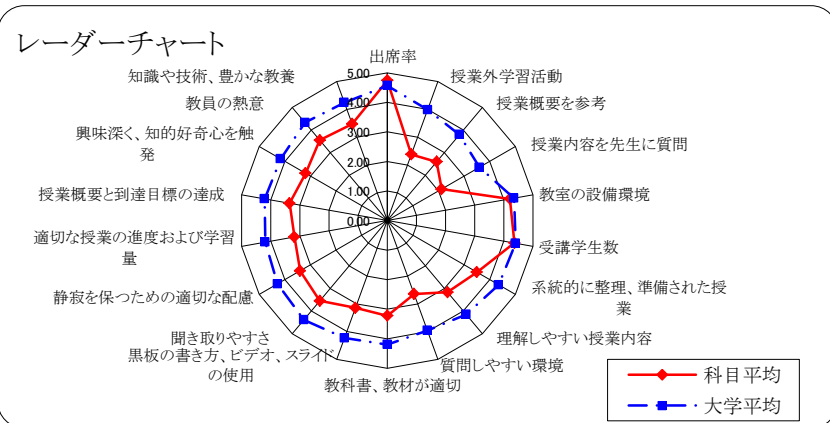 レーダーチャート
出席率
授業外学習活動
授業概要を参考
授業内容を先生に質問
教室の設備環境
受講学生数
系統的に整理、準備された授
業
理解しやすい授業内容
質問しやすい環境
教科書、教材が適切
黒板の書き方、ビデオ、スライド
の使用
聞き取りやすさ
静寂を保つための適切な配慮
適切な授業の進度および学習
量
授業概要と到達目標の達成
興味深く、知的好奇心を触
発
教員の熱意
知識や技術、豊かな教養
5.00
4.00
3.00
2.00
1.00
0.00
科目平均
大学平均